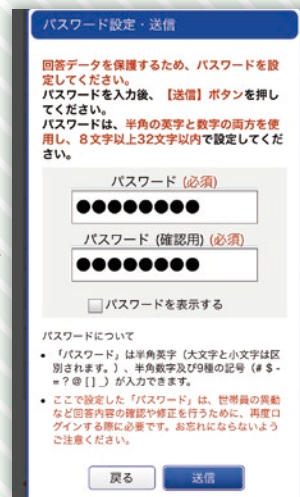 パスワード設定・送信
回答データを保護するため、パスワードを設
定してください。
パスワードを入力後、【送信】ボタンを押し
てください。
パスワードは、半角の英字と数字の両方を使
用し、８文字以上32文字以内で設定してくだ
さい。
パスワード (必須)
●●●●●●●●
パスワード (確認用) (必須)
●●●●●●●●
パスワードを表示する
パスワードについて
• 「パスワード」は半角英字（大文字と小文字は区
別されます。）、半角数字及び9種の記号（# $ -
= ? @ [ ] _）が入力できます。
• ここで設定した「パスワード」は、世帯員の異動
など回答内容の確認や修正を行うために、再度ロ
グインする際に必要です。お忘れにならないよう
ご注意ください。
戻る
送信